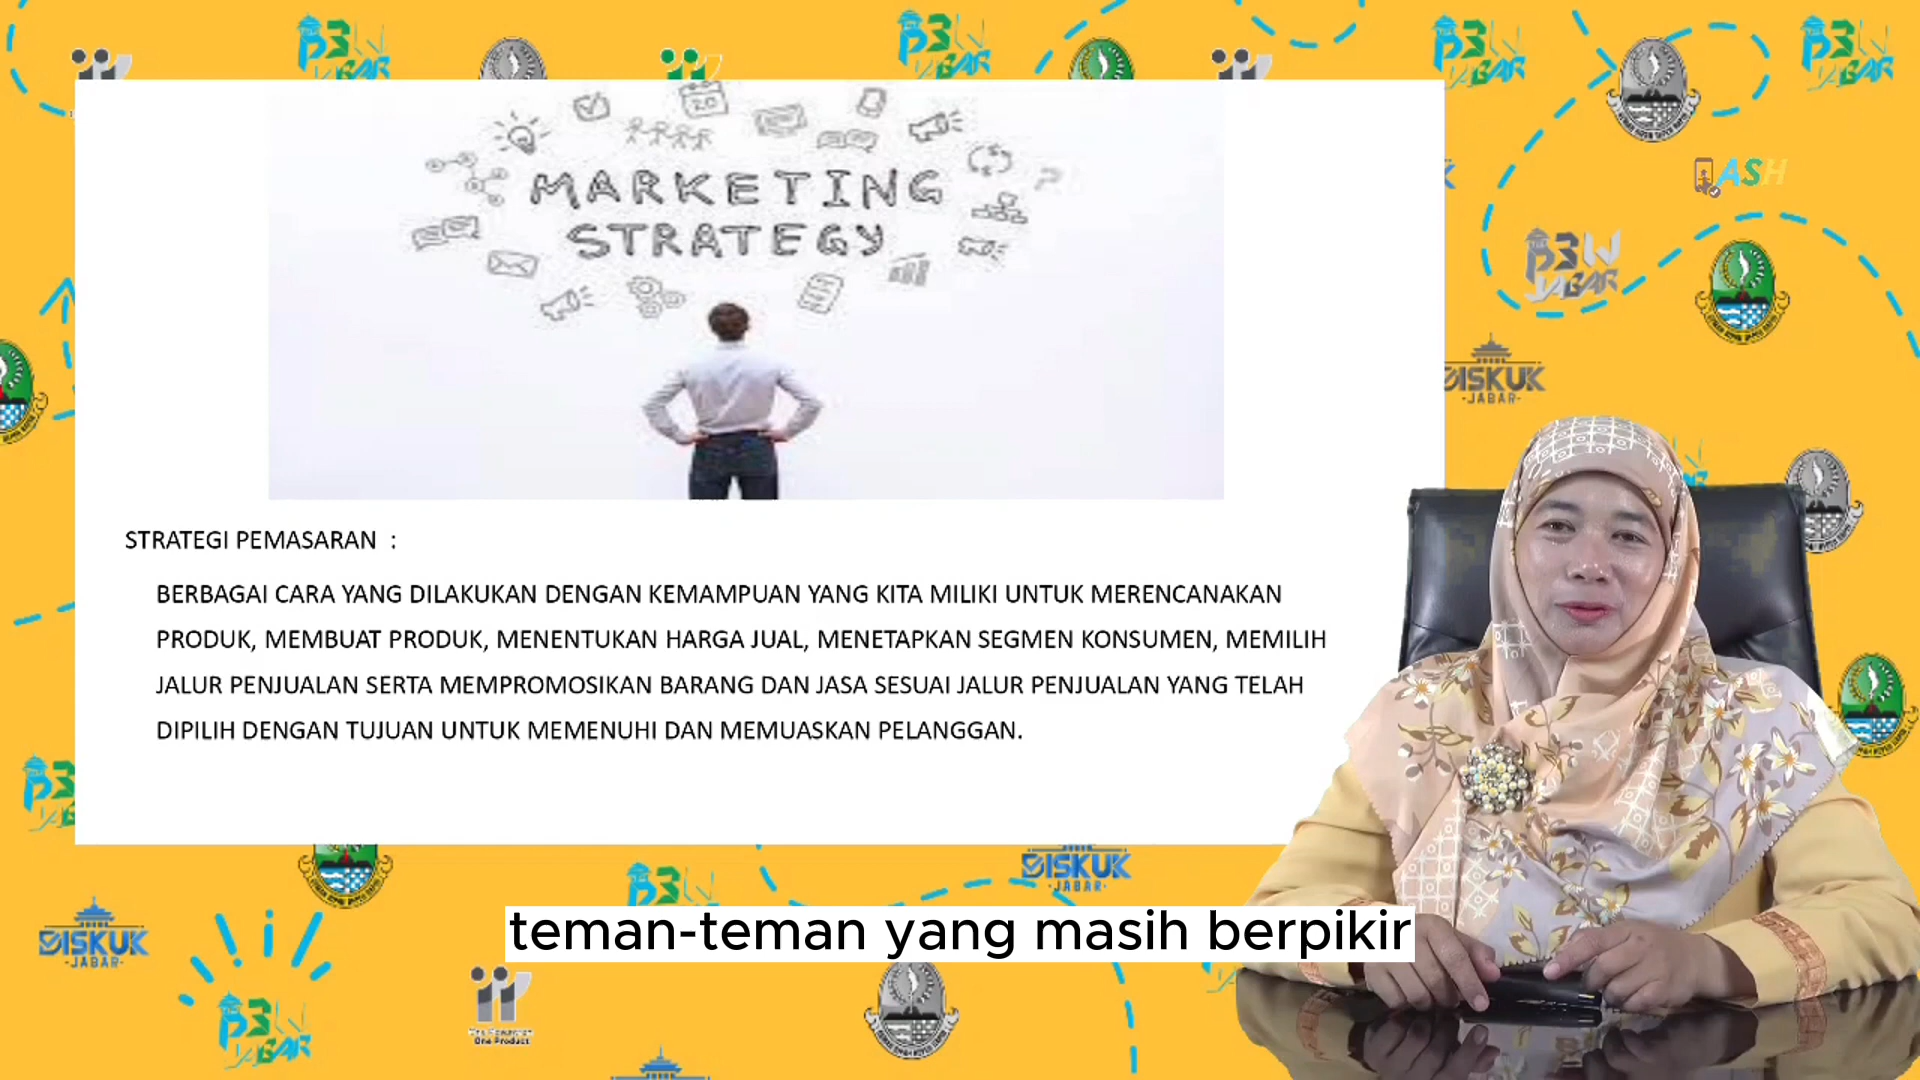 MARKETING
STRATEGY
STRATEGI PEMASARAN :
BERBAGAI CARA YANG DILAKUKAN DENGAN KEMAMPUAN YANG KITA MILIKI UNTUK MERENCANAKAN
PRODUK, MEMBUAT PRODUK, MENENTUKAN HARGA JUAL, MENETAPKAN SEGMEN KONSUMEN, MEMILIH
JALUR PENJUALAN SERTA MEMPROMOSIKAN BARANG DAN JASA SESUAI JALUR PENJUALAN YANG TELAH
DIPILIH DENGAN TUJUAN UNTUK MEMENUHI DAN MEMUASKAN PELANGGAN.
teman-teman yang masih berpikir
DISKUK
-JABAR-
DISKUK
-JABAR-
DISKUK
-JABAR-
One Product